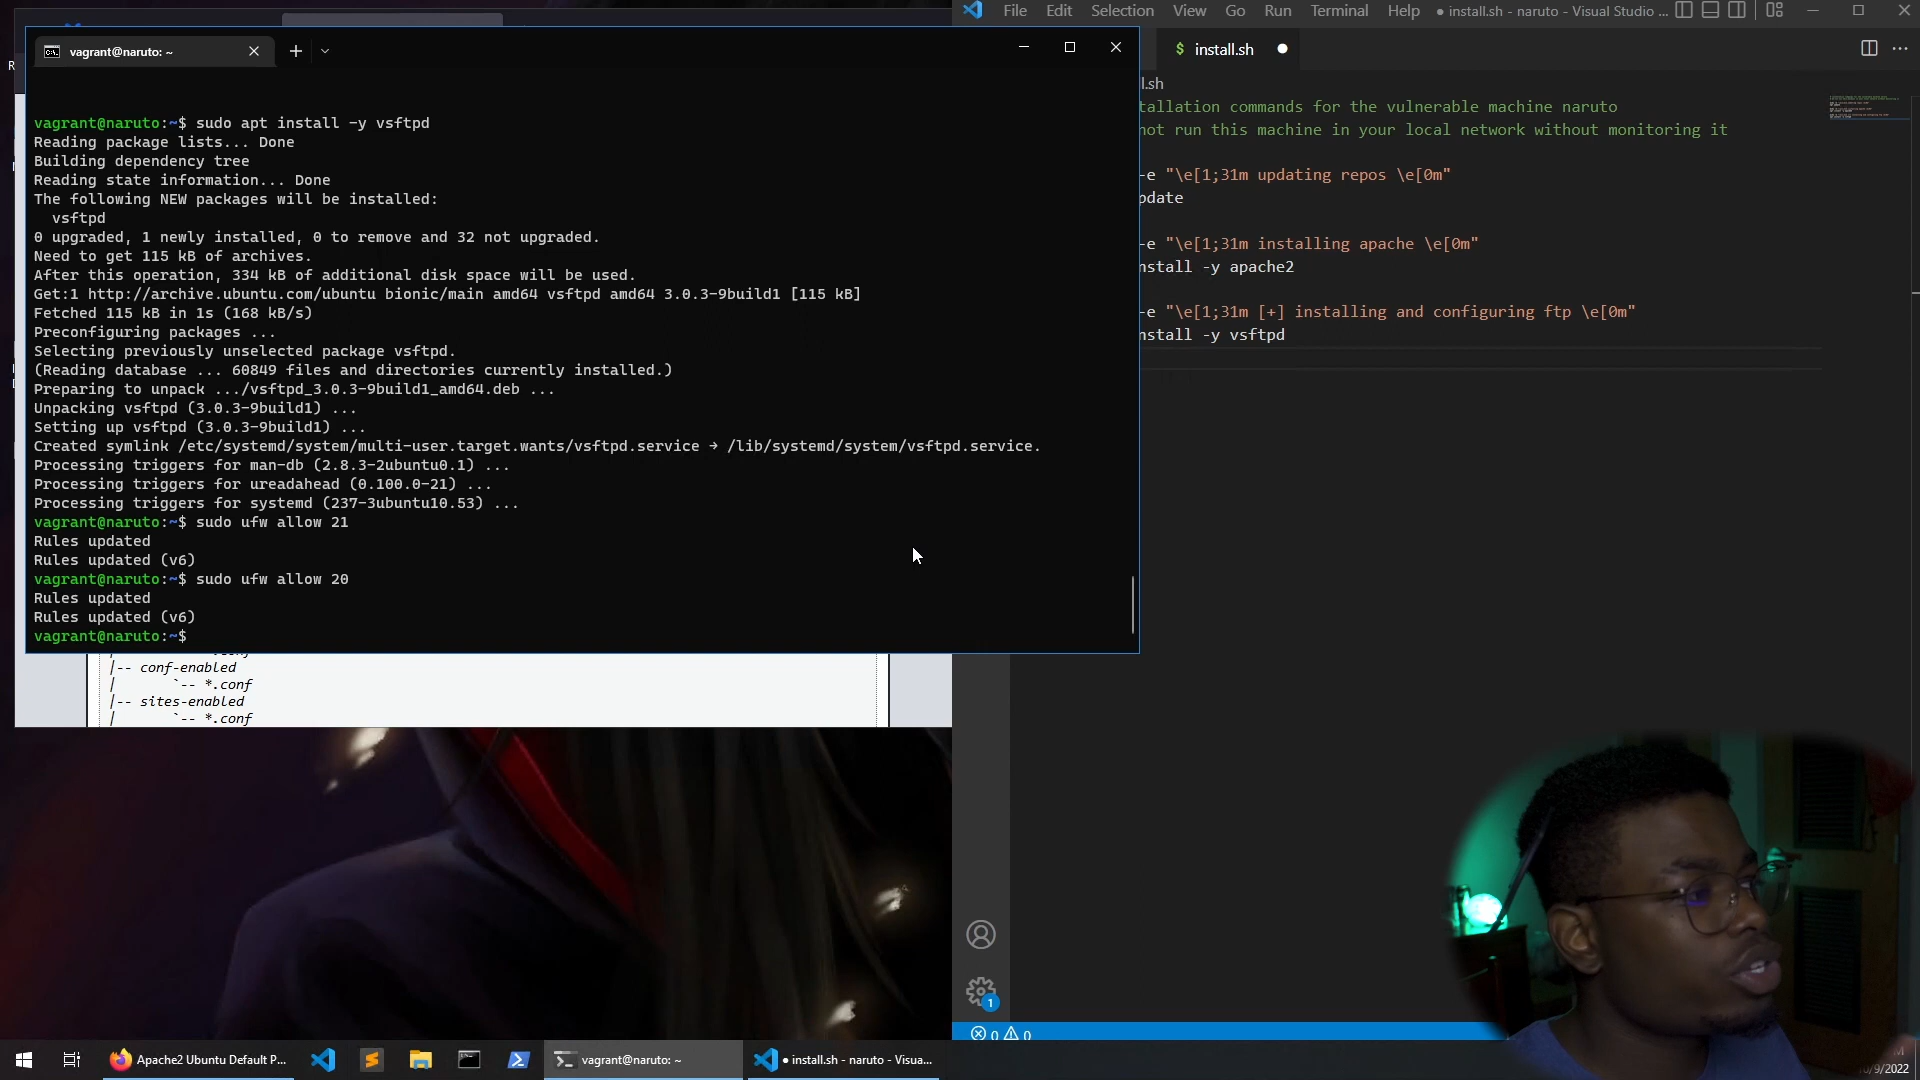 File Edit Selection View Go Run Terminal Help ● install.sh - naruto - Visual Studio ...
vagrant@naruto: ~
$ install.sh
R
l.sh
tallation commands for the vulnerable machine naruto
not run this machine in your local network without monitoring it
-e "\e[1;31m updating repos \e[0m"
pdate
-e "\e[1;31m installing apache \e[0m"
nstall -y apache2
-e "\e[1;31m [+] installing and configuring ftp \e[0m"
nstall -y vsftpd
vagrant@naruto:~$ sudo apt install -y vsftpd
Reading package lists... Done
Building dependency tree
Reading state information... Done
The following NEW packages will be installed:
vsftpd
0 upgraded, 1 newly installed, 0 to remove and 32 not upgraded.
Need to get 115 kB of archives.
After this operation, 334 kB of additional disk space will be used.
Get:1 http://archive.ubuntu.com/ubuntu bionic/main amd64 vsftpd amd64 3.0.3-9build1 [115 kB]
Fetched 115 kB in 1s (168 kB/s)
Preconfiguring packages ...
Selecting previously unselected package vsftpd.
(Reading database ... 60849 files and directories currently installed.)
Preparing to unpack .../vsftpd_3.0.3-9build1_amd64.deb ...
Unpacking vsftpd (3.0.3-9build1) ...
Setting up vsftpd (3.0.3-9build1) ...
Created symlink /etc/systemd/system/multi-user.target.wants/vsftpd.service → /lib/systemd/system/vsftpd.service.
Processing triggers for man-db (2.8.3-2ubuntu0.1) ...
Processing triggers for ureadahead (0.100.0-21) ...
Processing triggers for systemd (237-3ubuntu10.53) ...
vagrant@naruto:~$ sudo ufw allow 21
Rules updated
Rules updated (v6)
vagrant@naruto:~$ sudo ufw allow 20
Rules updated
Rules updated (v6)
vagrant@naruto:~$
|-- conf-enabled
| `-- *.conf
|-- sites-enabled
| `-- *.conf
1
0 0
Apache2 Ubuntu Default P...
vagrant@naruto: ~
● install.sh - naruto - Visua...
0/9/2022